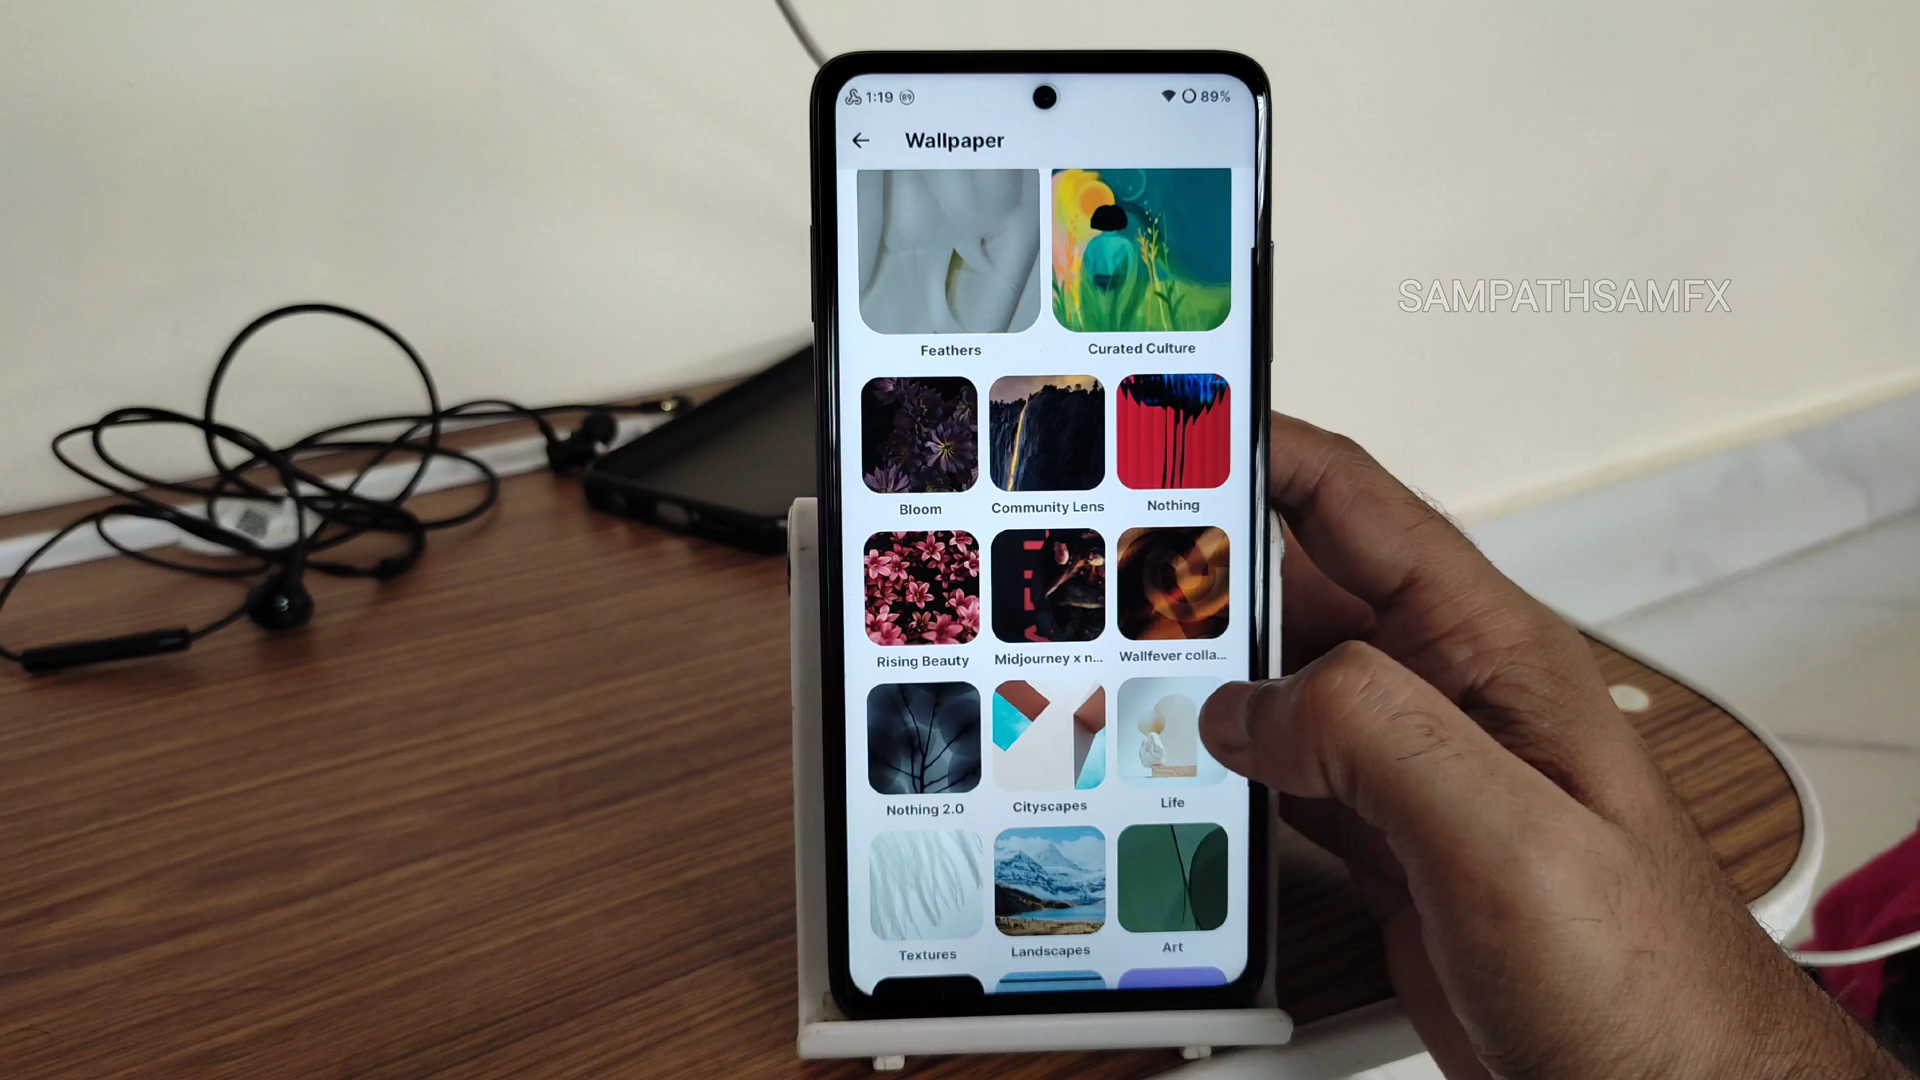 1:19 89 89%
Wallpaper
SAMPATHSAMFX
Feathers Curated Culture
Bloom Community Lens Nothing
Rising Beauty Midjourney x n... Wallfever colla...
Nothing 2.0 Cityscapes Life
Textures Landscapes Art